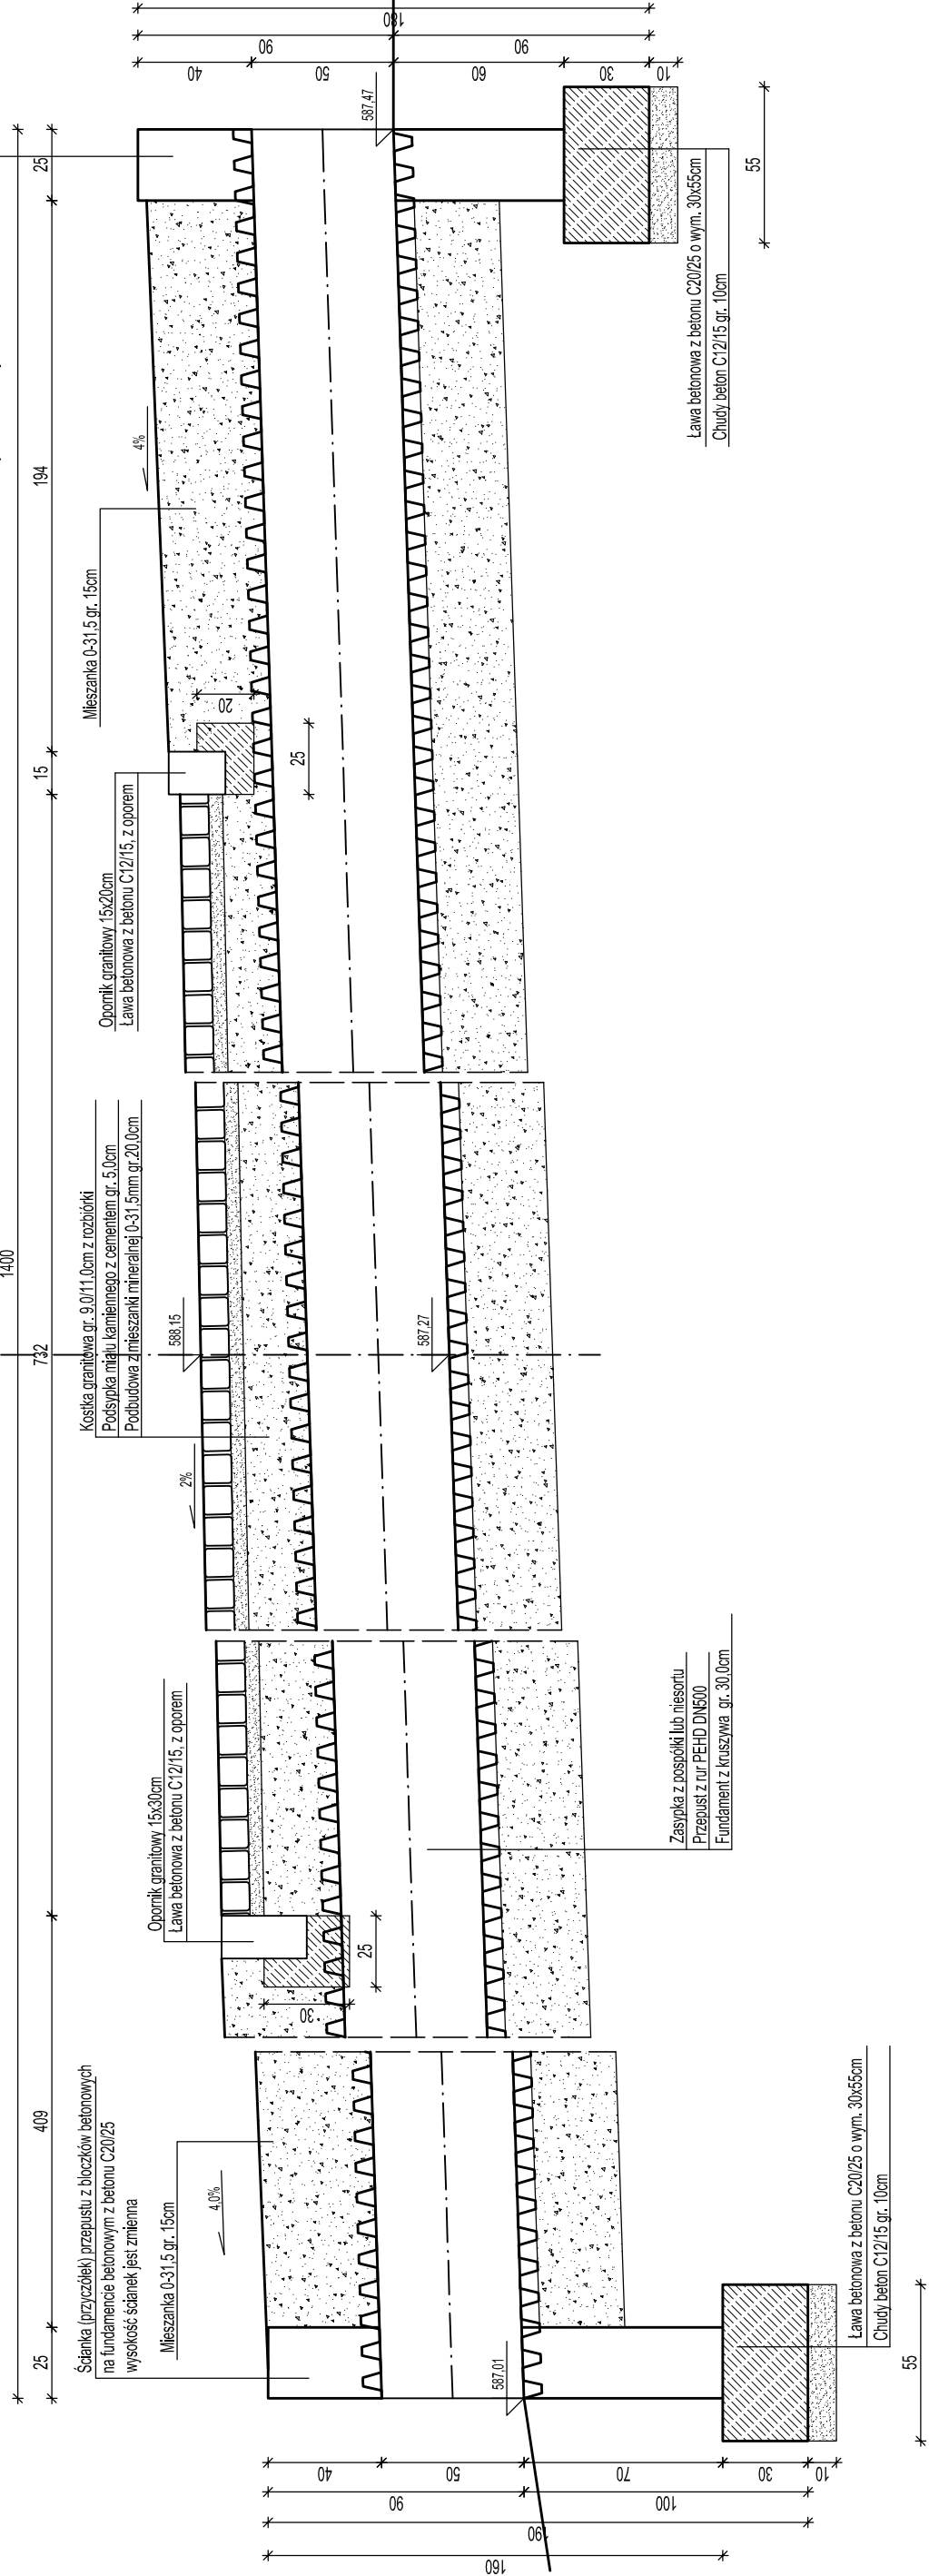 1400
25
409
732
15
194
25
Ścianka (przyczółek) przepustu z bloczków betonowych
na fundamencie betonowym z betonu C20/25
wysokość ścianek jest zmienna
Mieszanka 0-31,5 gr. 15cm
4,0%
Opornik granitowy 15x30cm
Ława betonowa z betonu C12/15, z oporem
30
25
Kostka granitowa gr. 9,0/11,0cm z rozbiórki
Podsypka miału kamiennego z cementem gr. 5,0cm
Podbudowa z mieszanki mineralnej 0-31,5mm gr.20,0cm
2%
588,15
587,27
Opornik granitowy 15x20cm
Ława betonowa z betonu C12/15, z oporem
20
25
Mieszanka 0-31,5 gr. 15cm
4%
587,47
587,01
Zasypka z pospółki lub niesortu
Przepust z rur PEHD DN500
Fundament z kruszywa gr. 30,0cm
Ława betonowa z betonu C20/25 o wym. 30x55cm
Chudy beton C12/15 gr. 10cm
55
Ława betonowa z betonu C20/25 o wym. 30x55cm
Chudy beton C12/15 gr. 10cm
55
40
50
70
30
10
90
100
190
160
40
50
60
30
10
90
90
180